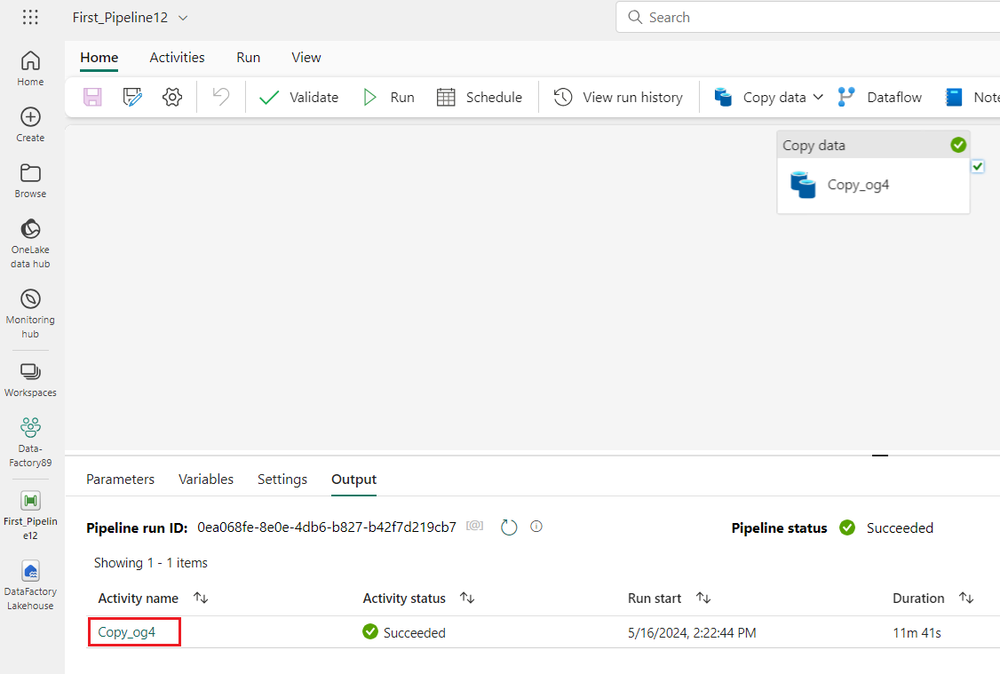 First_Pipeline12
Search
Home
Create
Browse
OneLake
data hub
Monitoring
hub
Workspaces
Data-
Factory89
First_Pipelin
e12
DataFactory
Lakehouse
Home Activities Run View
Validate Run Schedule View run history Copy data Dataflow Note
Copy data
Copy_og4
Parameters Variables Settings Output
Pipeline run ID: 0ea068fe-8e0e-4db6-b827-b42f7d219cb7 [@] Pipeline status Succeeded
Showing 1 - 1 items
Activity name Activity status Run start Duration
Copy_og4 Succeeded 5/16/2024, 2:22:44 PM 11m 41s